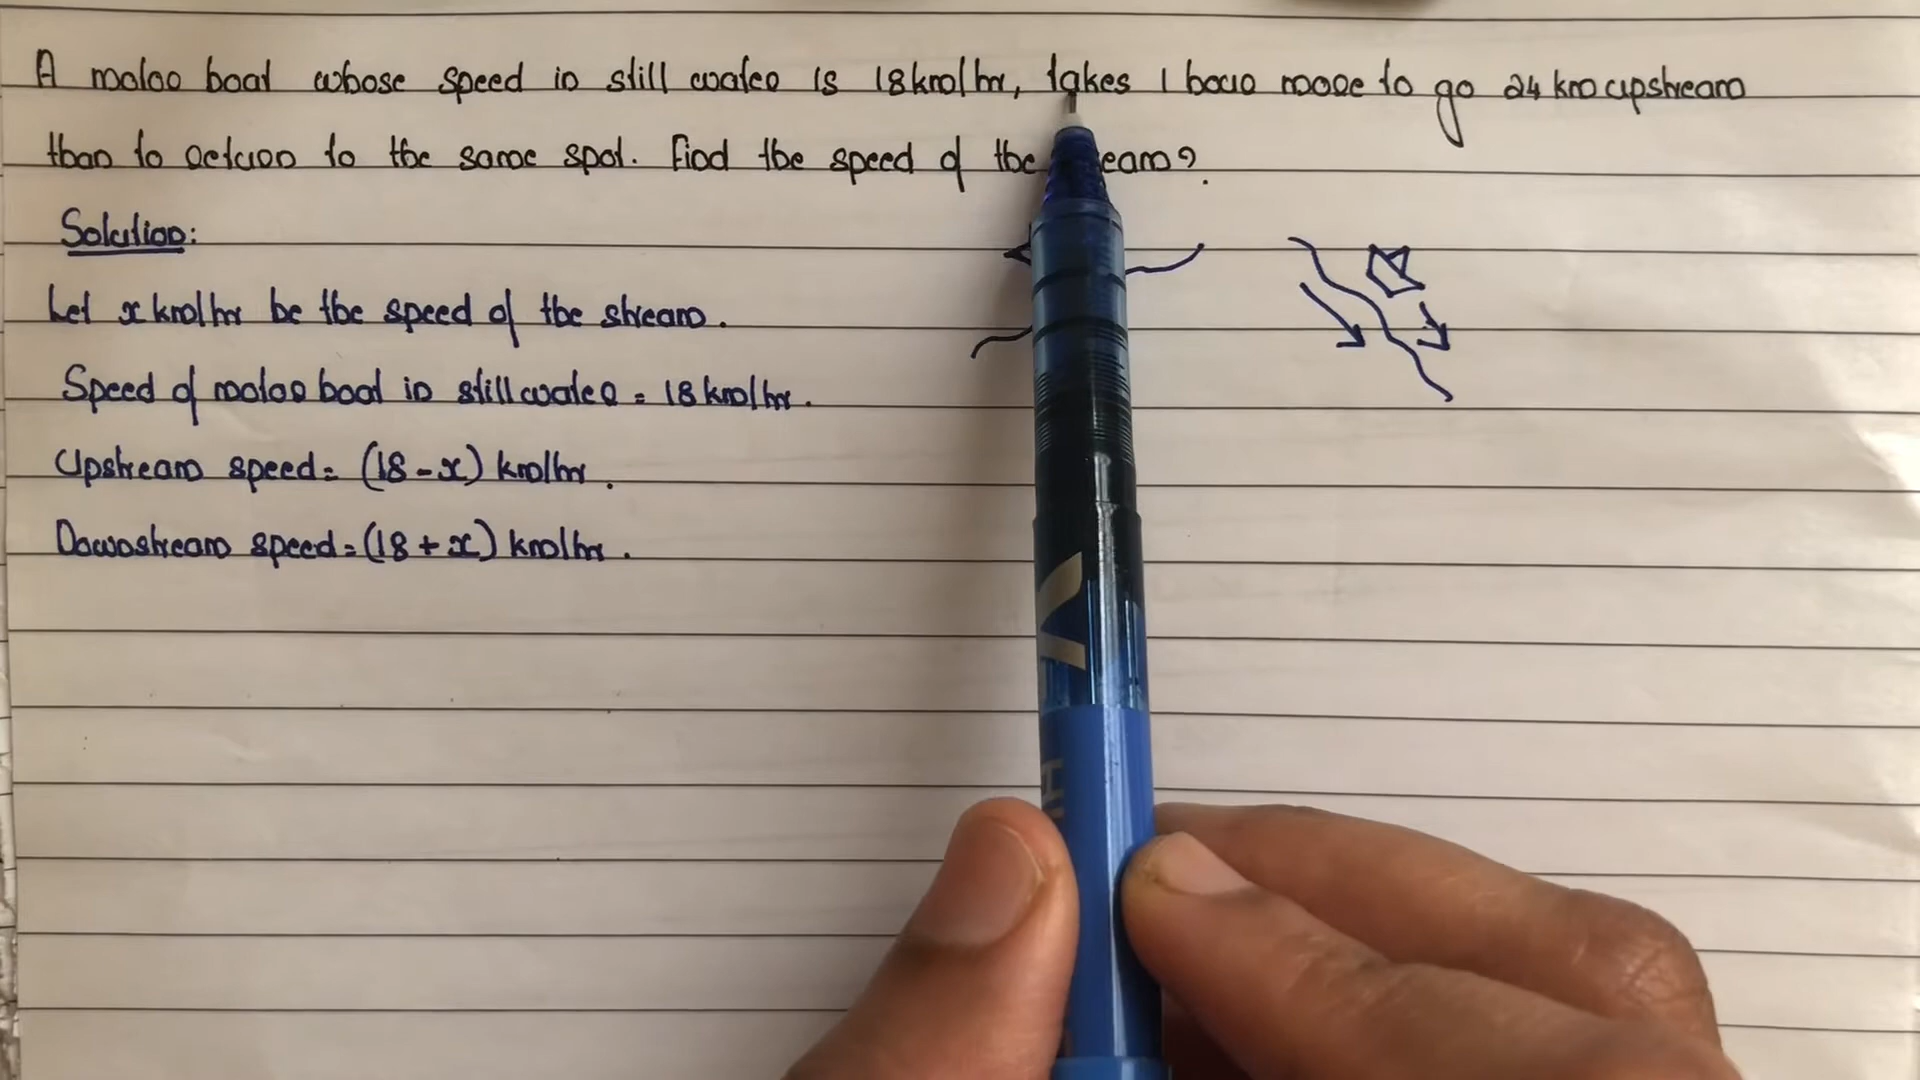 A motor boat whose speed in still water is 18km/hr, takes 1 hour more to go 24 km upstream
than to return to the same spot. Find the speed of the eam?
Solution:
Let x km/hr be the speed of the stream.
Speed of motor boat in still water = 18 km/hr.
Upstream speed = (18 - x) km/hr.
Downstream speed = (18 + x) km/hr.